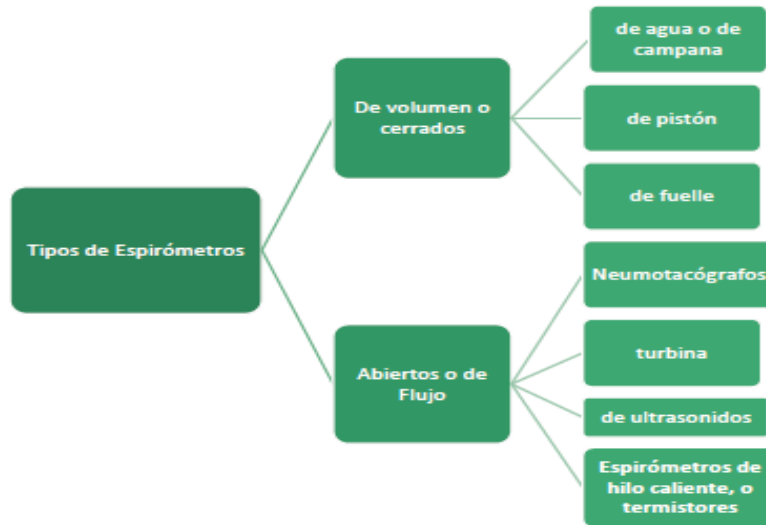 Tipos de Espirómetros
De volumen o
cerrados
de agua o de
campana
de pistón
de fuelle
Abiertos o de
Flujo
Neumotacógrafos
turbina
de ultrasonidos
Espirómetros de
hilo caliente, o
termistores